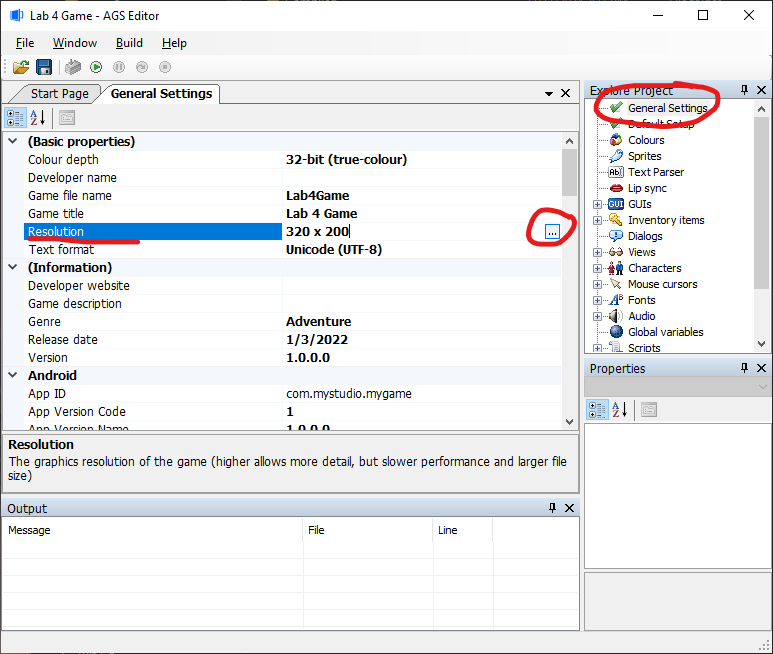 Lab 4 Game - AGS Editor
File Window Build Help
Start Page General Settings
(Basic properties)
Colour depth 32-bit (true-colour)
Developer name
Game file name Lab4Game
Game title Lab 4 Game
Resolution 320 x 200 ...
Text format Unicode (UTF-8)
(Information)
Developer website
Game description
Genre Adventure
Release date 1/3/2022
Version 1.0.0.0
Android
App ID com.mystudio.mygame
App Version Code 1
App Version Name 1.0.0.0
Resolution
The graphics resolution of the game (higher allows more detail, but slower performance and larger file
size)
Output
Message File Line
Explore Project
General Settings
Default Setup
Colours
Sprites
Text Parser
Lip sync
GUIs
Inventory items
Dialogs
Views
Characters
Mouse cursors
Fonts
Audio
Global variables
Scripts
Properties